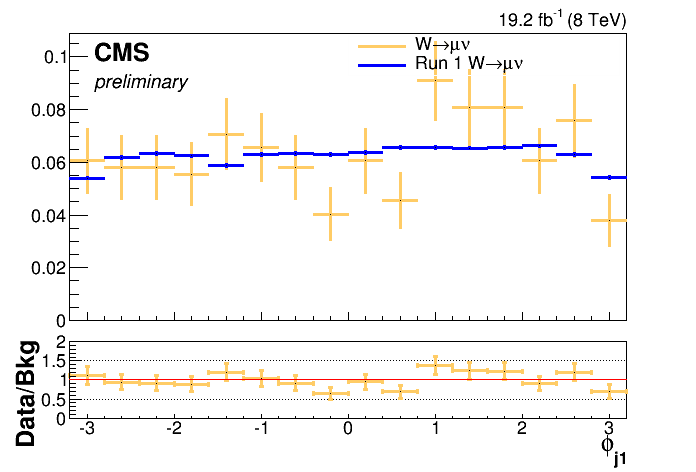 19.2 fb⁻¹ (8 TeV)
CMS
preliminary
W→μν
Run 1 W→μν
0.1
0.08
0.06
0.04
0.02
0
Data/Bkg
2
1.5
1
0.5
0
-3 -2 -1 0 1 2 3
ϕj1